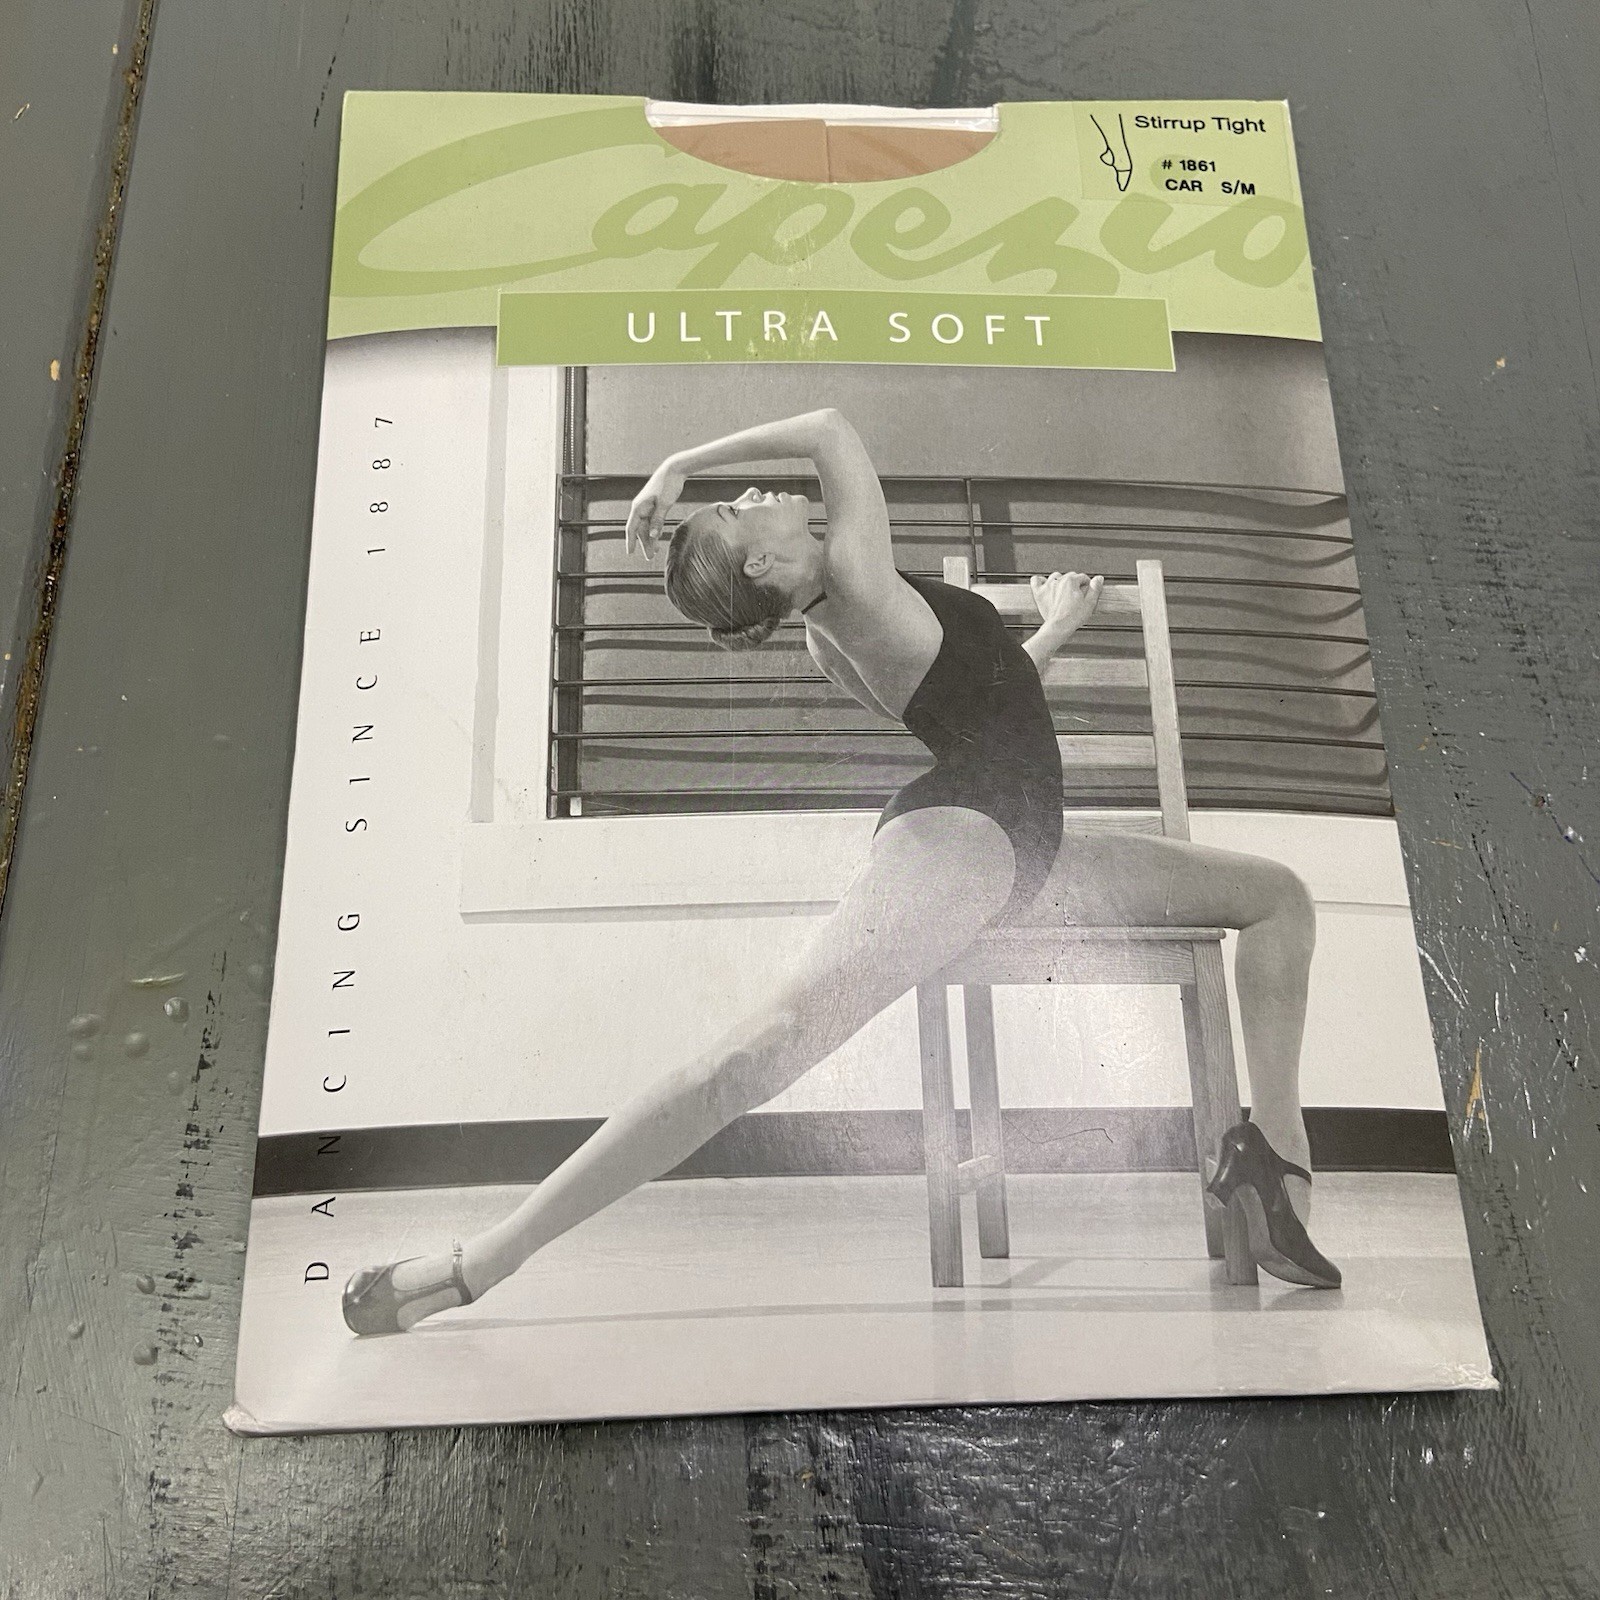 Capezio
Stirrup Tight
# 1861
CAR S/M
ULTRA SOFT
DANCING SINCE 1887